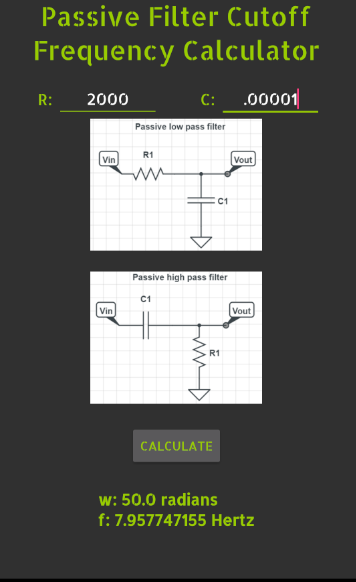 Passive Filter Cutoff
Frequency Calculator
R: 2000 C: .00001
Passive low pass filter
Vin R1 Vout
C1
Passive high pass filter
C1
Vin Vout
R1
CALCULATE
w: 50.0 radians
f: 7.957747155 Hertz